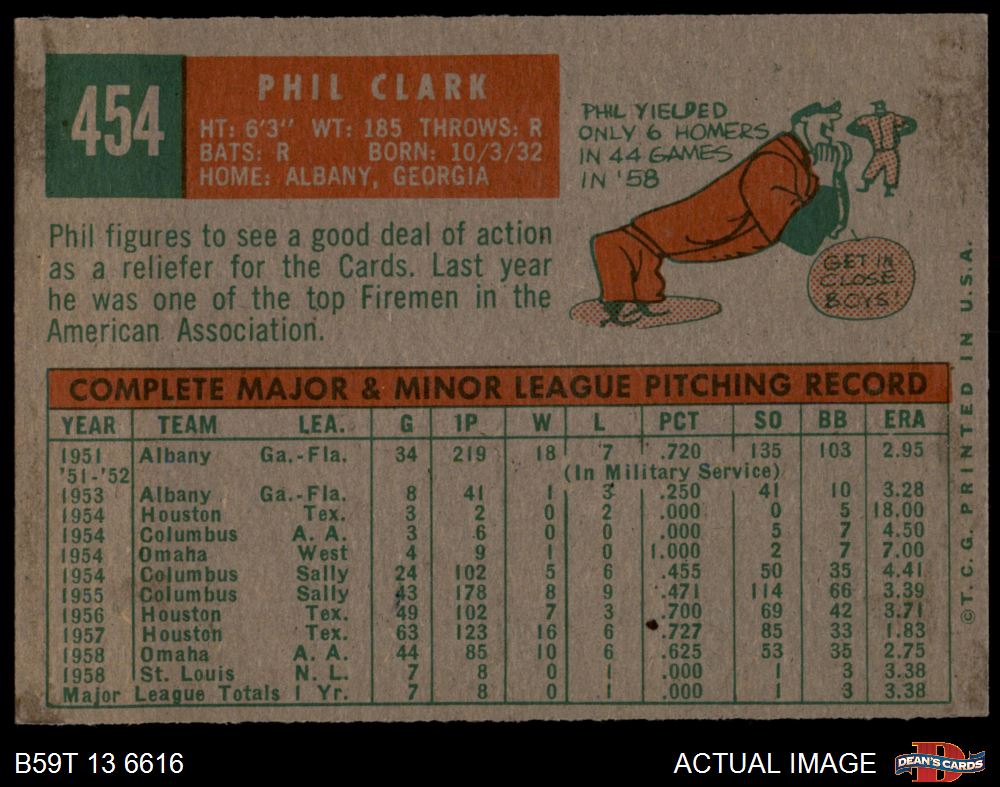 454
PHIL CLARK
HT: 6'3" WT: 185 THROWS: R
BATS: R BORN: 10/3/32
HOME: ALBANY, GEORGIA
PHIL YIELDED
ONLY 6 HOMERS
IN 44 GAMES
IN '58
GET IN
CLOSE
BOYS
Phil figures to see a good deal of action
as a reliefer for the Cards. Last year
he was one of the top Firemen in the
American Association.
COMPLETE MAJOR & MINOR LEAGUE PITCHING RECORD
YEAR TEAM LEA. G IP W L PCT SO BB ERA
1951 Albany Ga.-Fla. 34 219 18 7 .720 135 103 2.95
'51-'52 (In Military Service)
1953 Albany Ga.-Fla. 8 41 1 3 .250 41 10 3.28
1954 Houston Tex. 3 2 0 2 .000 0 5 18.00
1954 Columbus A. A. 3 6 0 0 .000 5 7 4.50
1954 Omaha West 4 9 1 0 1.000 2 7 7.00
1954 Columbus Sally 24 102 5 6 .455 50 35 4.41
1955 Columbus Sally 43 178 8 9 .471 114 66 3.39
1956 Houston Tex. 49 102 7 3 .700 69 42 3.71
1957 Houston Tex. 63 123 16 6 .727 85 33 1.83
1958 Omaha A. A. 44 85 10 6 .625 53 35 2.75
1958 St. Louis N. L. 7 8 0 1 .000 1 3 3.38
Major League Totals 1 Yr. 7 8 0 1 .000 1 3 3.38
©T. C. G. PRINTED IN U.S.A.
B59T 13 6616
ACTUAL IMAGE
D
DEAN'S CARDS